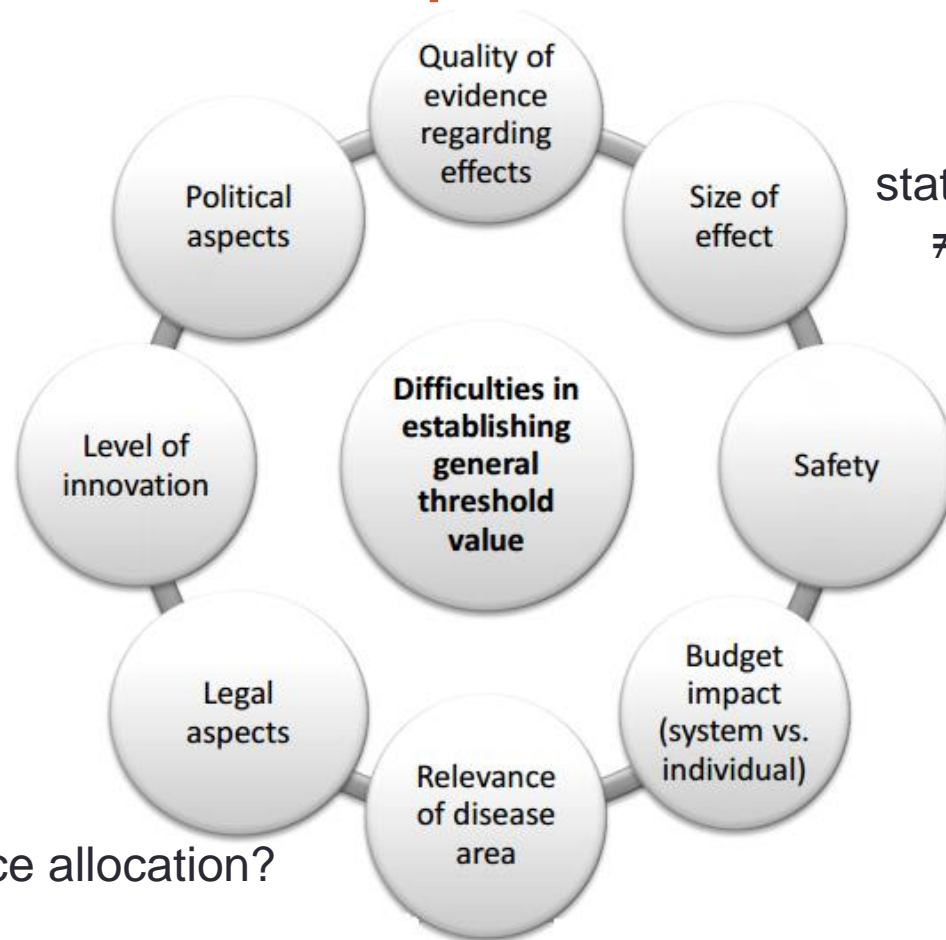 Quality of
evidence
regarding
effects
Political
aspects
Size of
effect
Difficulties in
establishing
general
threshold
value
Level of
innovation
Safety
Legal
aspects
Budget
impact
(system vs.
individual)
Relevance
of disease
area
allocation?